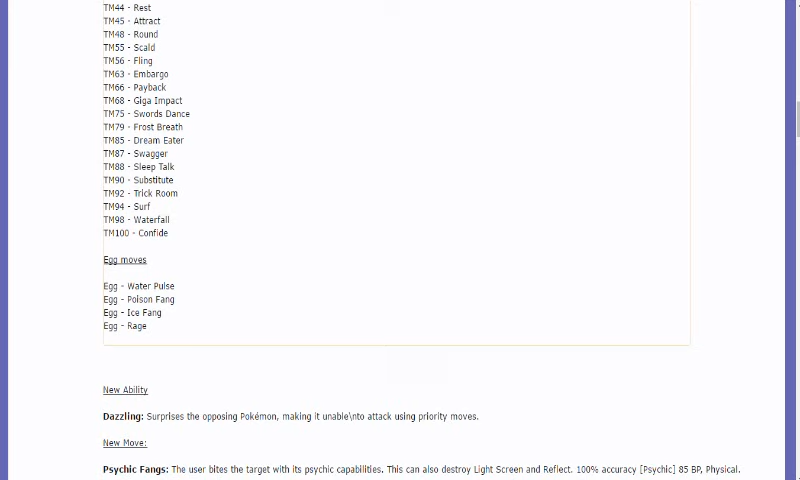 TM44 - Rest
TM45 - Attract
TM48 - Round
TM55 - Scald
TM56 - Fling
TM63 - Embargo
TM66 - Payback
TM68 - Giga Impact
TM75 - Swords Dance
TM79 - Frost Breath
TM85 - Dream Eater
TM87 - Swagger
TM88 - Sleep Talk
TM90 - Substitute
TM92 - Trick Room
TM94 - Surf
TM98 - Waterfall
TM100 - Confide
Egg moves
Egg - Water Pulse
Egg - Poison Fang
Egg - Ice Fang
Egg - Rage
New Ability
Dazzling: Surprises the opposing Pokémon, making it unable\nto attack using priority moves.
New Move:
Psychic Fangs: The user bites the target with its psychic capabilities. This can also destroy Light Screen and Reflect. 100% accuracy [Psychic] 85 BP, Physical.